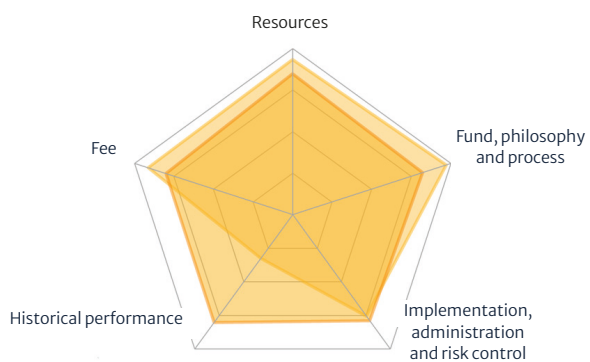 Resources
Fund, philosophy
and process
Fee
Implementation,
administration
and risk control
Historical performance